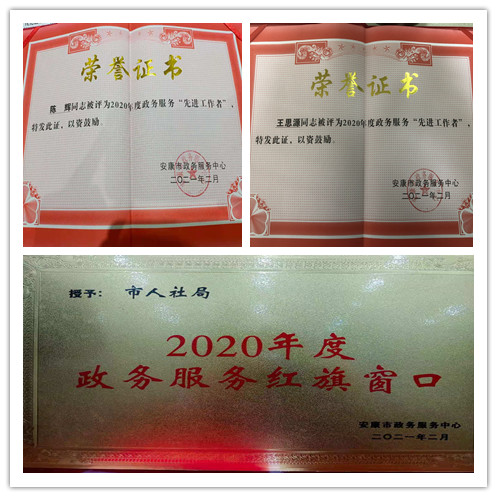 荣誉证书
陈 辉同志被评为2020年度政务服务“先进工作者”，
特发此证，以资鼓励。
安康市政务服务中心
二〇二一年二月
荣誉证书
王思源同志被评为2020年度政务服务“先进工作者”，
特发此证，以资鼓励。
安康市政务服务中心
二〇二一年二月
授予：市人社局
2020年度
政务服务红旗窗口
安康市政务服务中心
二〇二一年二月